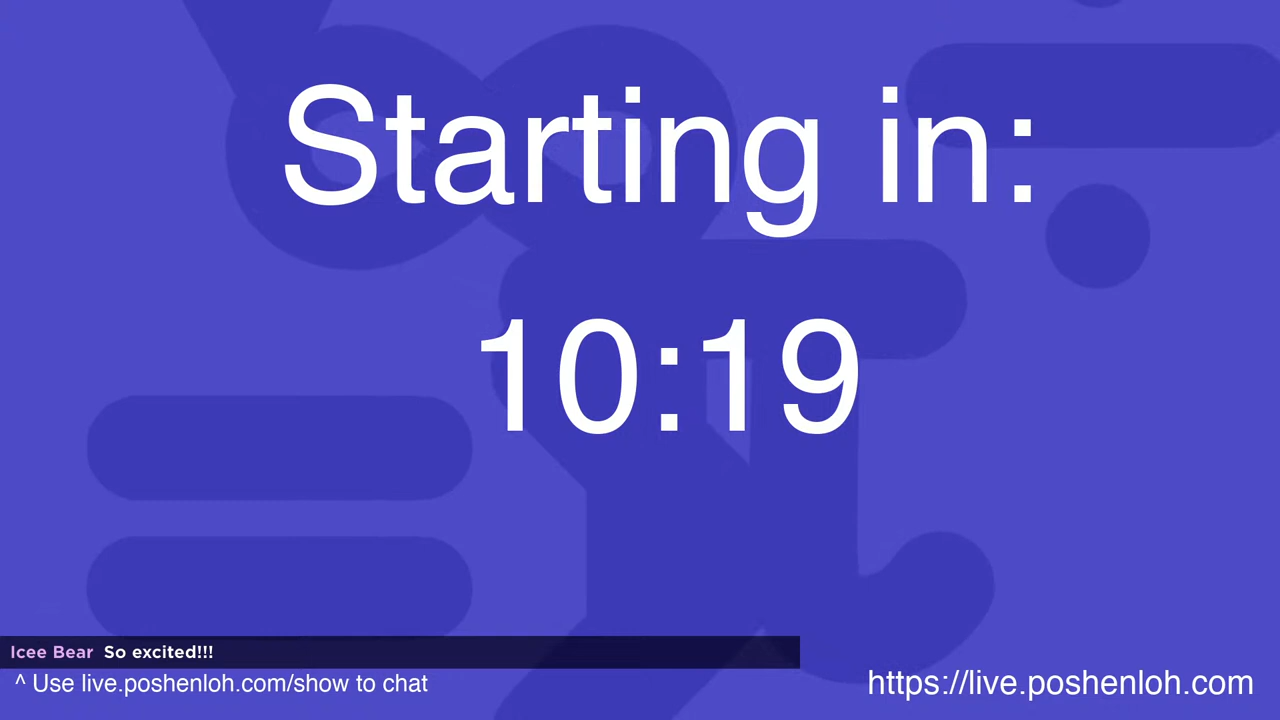 Starting in:
10:19
Icee Bear So excited!!!
^ Use live.poshenloh.com/show to chat
https://live.poshenloh.com